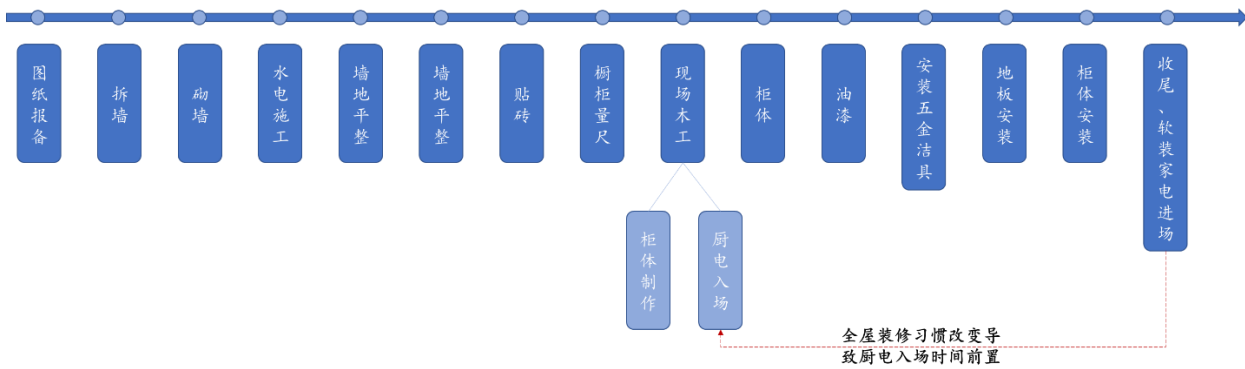 图纸报备
拆墙
砌墙
水电施工
墙地平整
墙地平整
贴砖
橱柜量尺
现场木工
柜体
油漆
安装五金洁具
地板安装
柜体安装
收尾、软装家电进场
柜体制作
厨电入场
全屋装修习惯改变导
致厨电入场时间前置